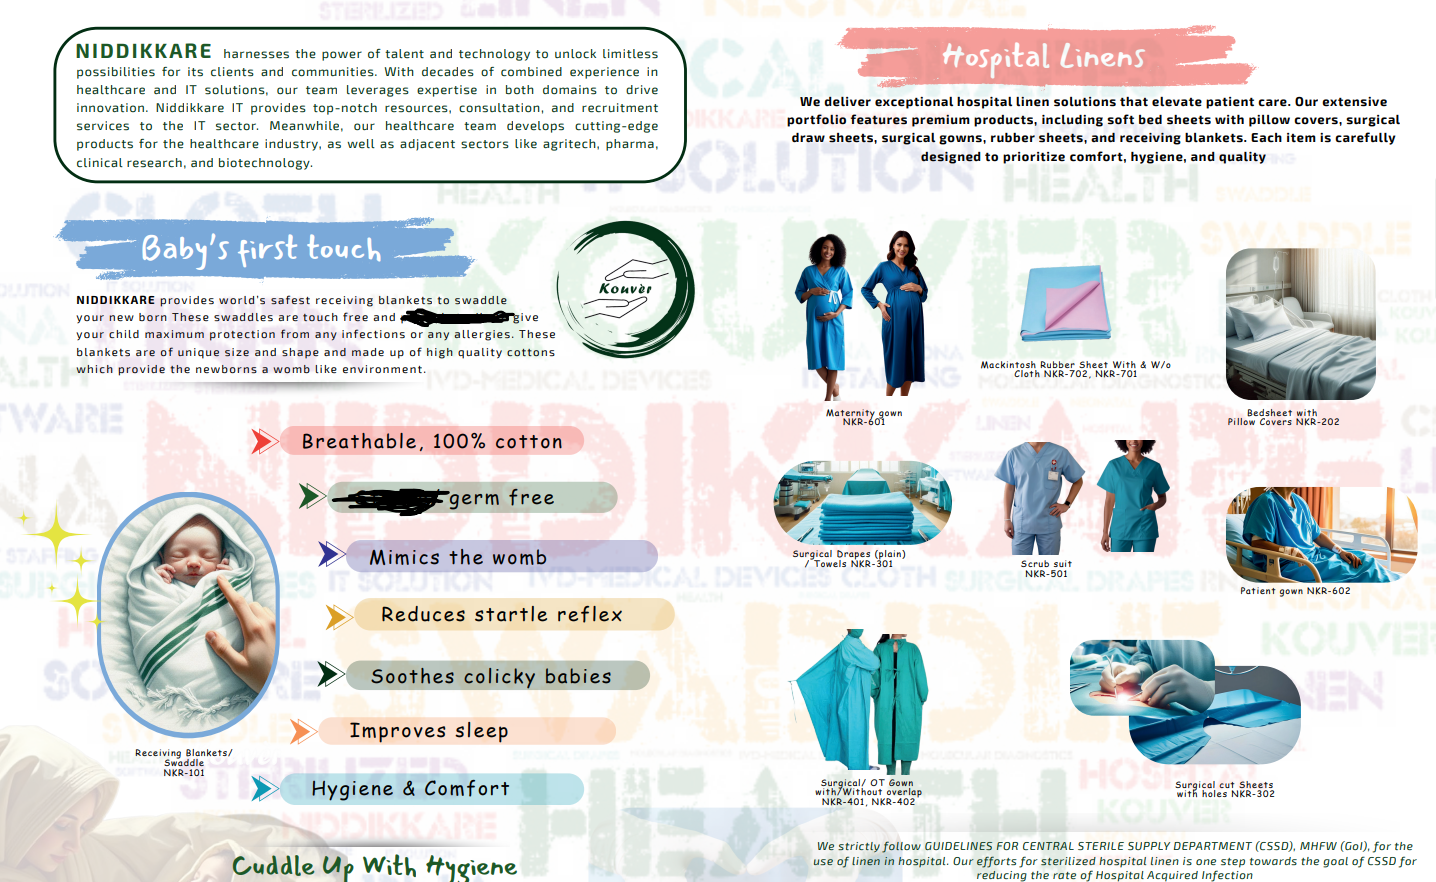 NIDDIKKARE harnesses the power of talent and technology to unlock limitless
possibilities for its clients and communities. With decades of combined experience in
healthcare and IT solutions, our team leverages expertise in both domains to drive
innovation. Niddikkare IT provides top-notch resources, consultation, and recruitment
services to the IT sector. Meanwhile, our healthcare team develops cutting-edge
products for the healthcare industry, as well as adjacent sectors like agritech, pharma,
clinical research, and biotechnology.
Baby's first touch
Kouver
NIDDIKKARE provides world's safest receiving blankets to swaddle
your new born These swaddles are touch free and give
your child maximum protection from any infections or any allergies. These
blankets are of unique size and shape and made up of high quality cottons
which provide the newborns a womb like environment.
Breathable, 100% cotton
germ free
Mimics the womb
Reduces startle reflex
Soothes colicky babies
Improves sleep
Hygiene & Comfort
Receiving Blankets/
Swaddle
NKR-101
Cuddle Up With Hygiene
Hospital Linens
We deliver exceptional hospital linen solutions that elevate patient care. Our extensive
portfolio features premium products, including soft bed sheets with pillow covers, surgical
draw sheets, surgical gowns, rubber sheets, and receiving blankets. Each item is carefully
designed to prioritize comfort, hygiene, and quality
Maternity gown
NKR-601
Mackintosh Rubber Sheet With & W/o
Cloth NKR-702, NKR-701
Bedsheet with
Pillow Covers NKR-202
Surgical Drapes (plain)
/ Towels NKR-301
Scrub suit
NKR-501
Patient gown NKR-602
Surgical/ OT Gown
with/Without overlap
NKR-401, NKR-402
Surgical cut Sheets
with holes NKR-302
We strictly follow GUIDELINES FOR CENTRAL STERILE SUPPLY DEPARTMENT (CSSD), MHFW (GoI), for the
use of linen in hospital. Our efforts for sterilized hospital linen is one step towards the goal of CSSD for
reducing the rate of Hospital Acquired Infection